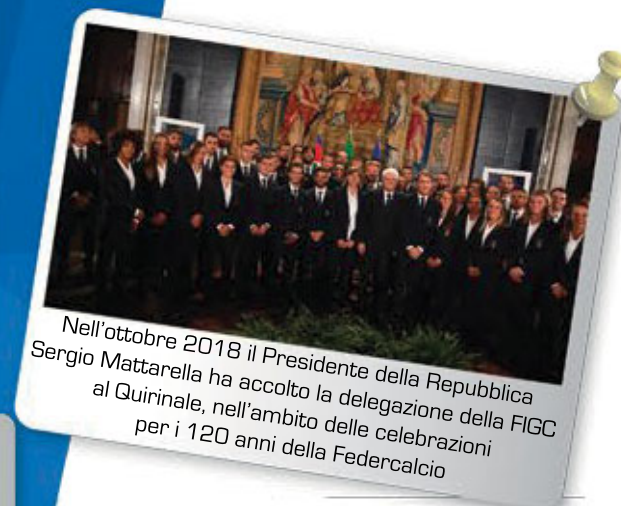 Nell'ottobre 2018 il Presidente della Repubblica
Sergio Mattarella ha accolto la delegazione della FIGC
al Quirinale, nell'ambito delle celebrazioni
per i 120 anni della Federcalcio